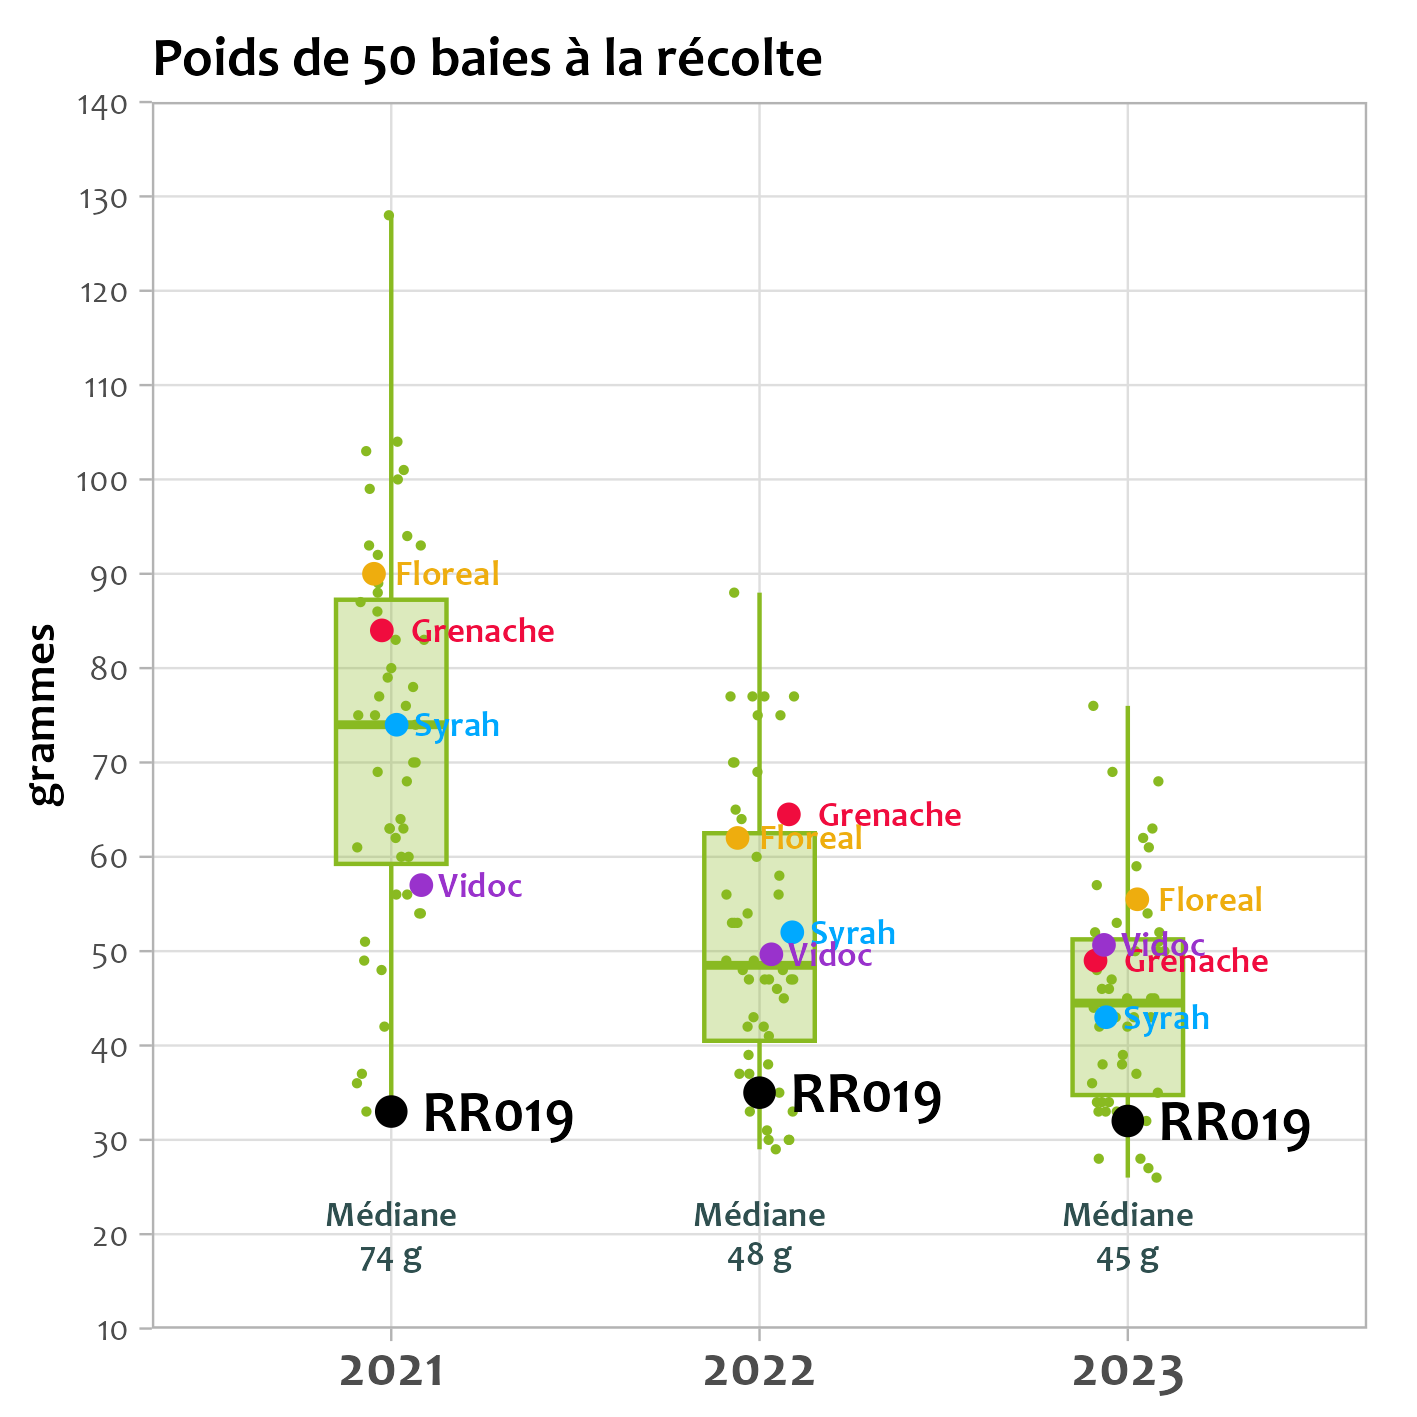 Poids de 50 baies à la récolte
grammes
140
130
120
110
100
90
80
70
60
50
40
30
20
10
Floreal
Grenache
Syrah
Vidoc
RR019
Médiane
74 g
Grenache
Floreal
Syrah
Vidoc
RR019
Médiane
48 g
Floreal
Vidoc
Grenache
Syrah
RR019
Médiane
45 g
2021
2022
2023